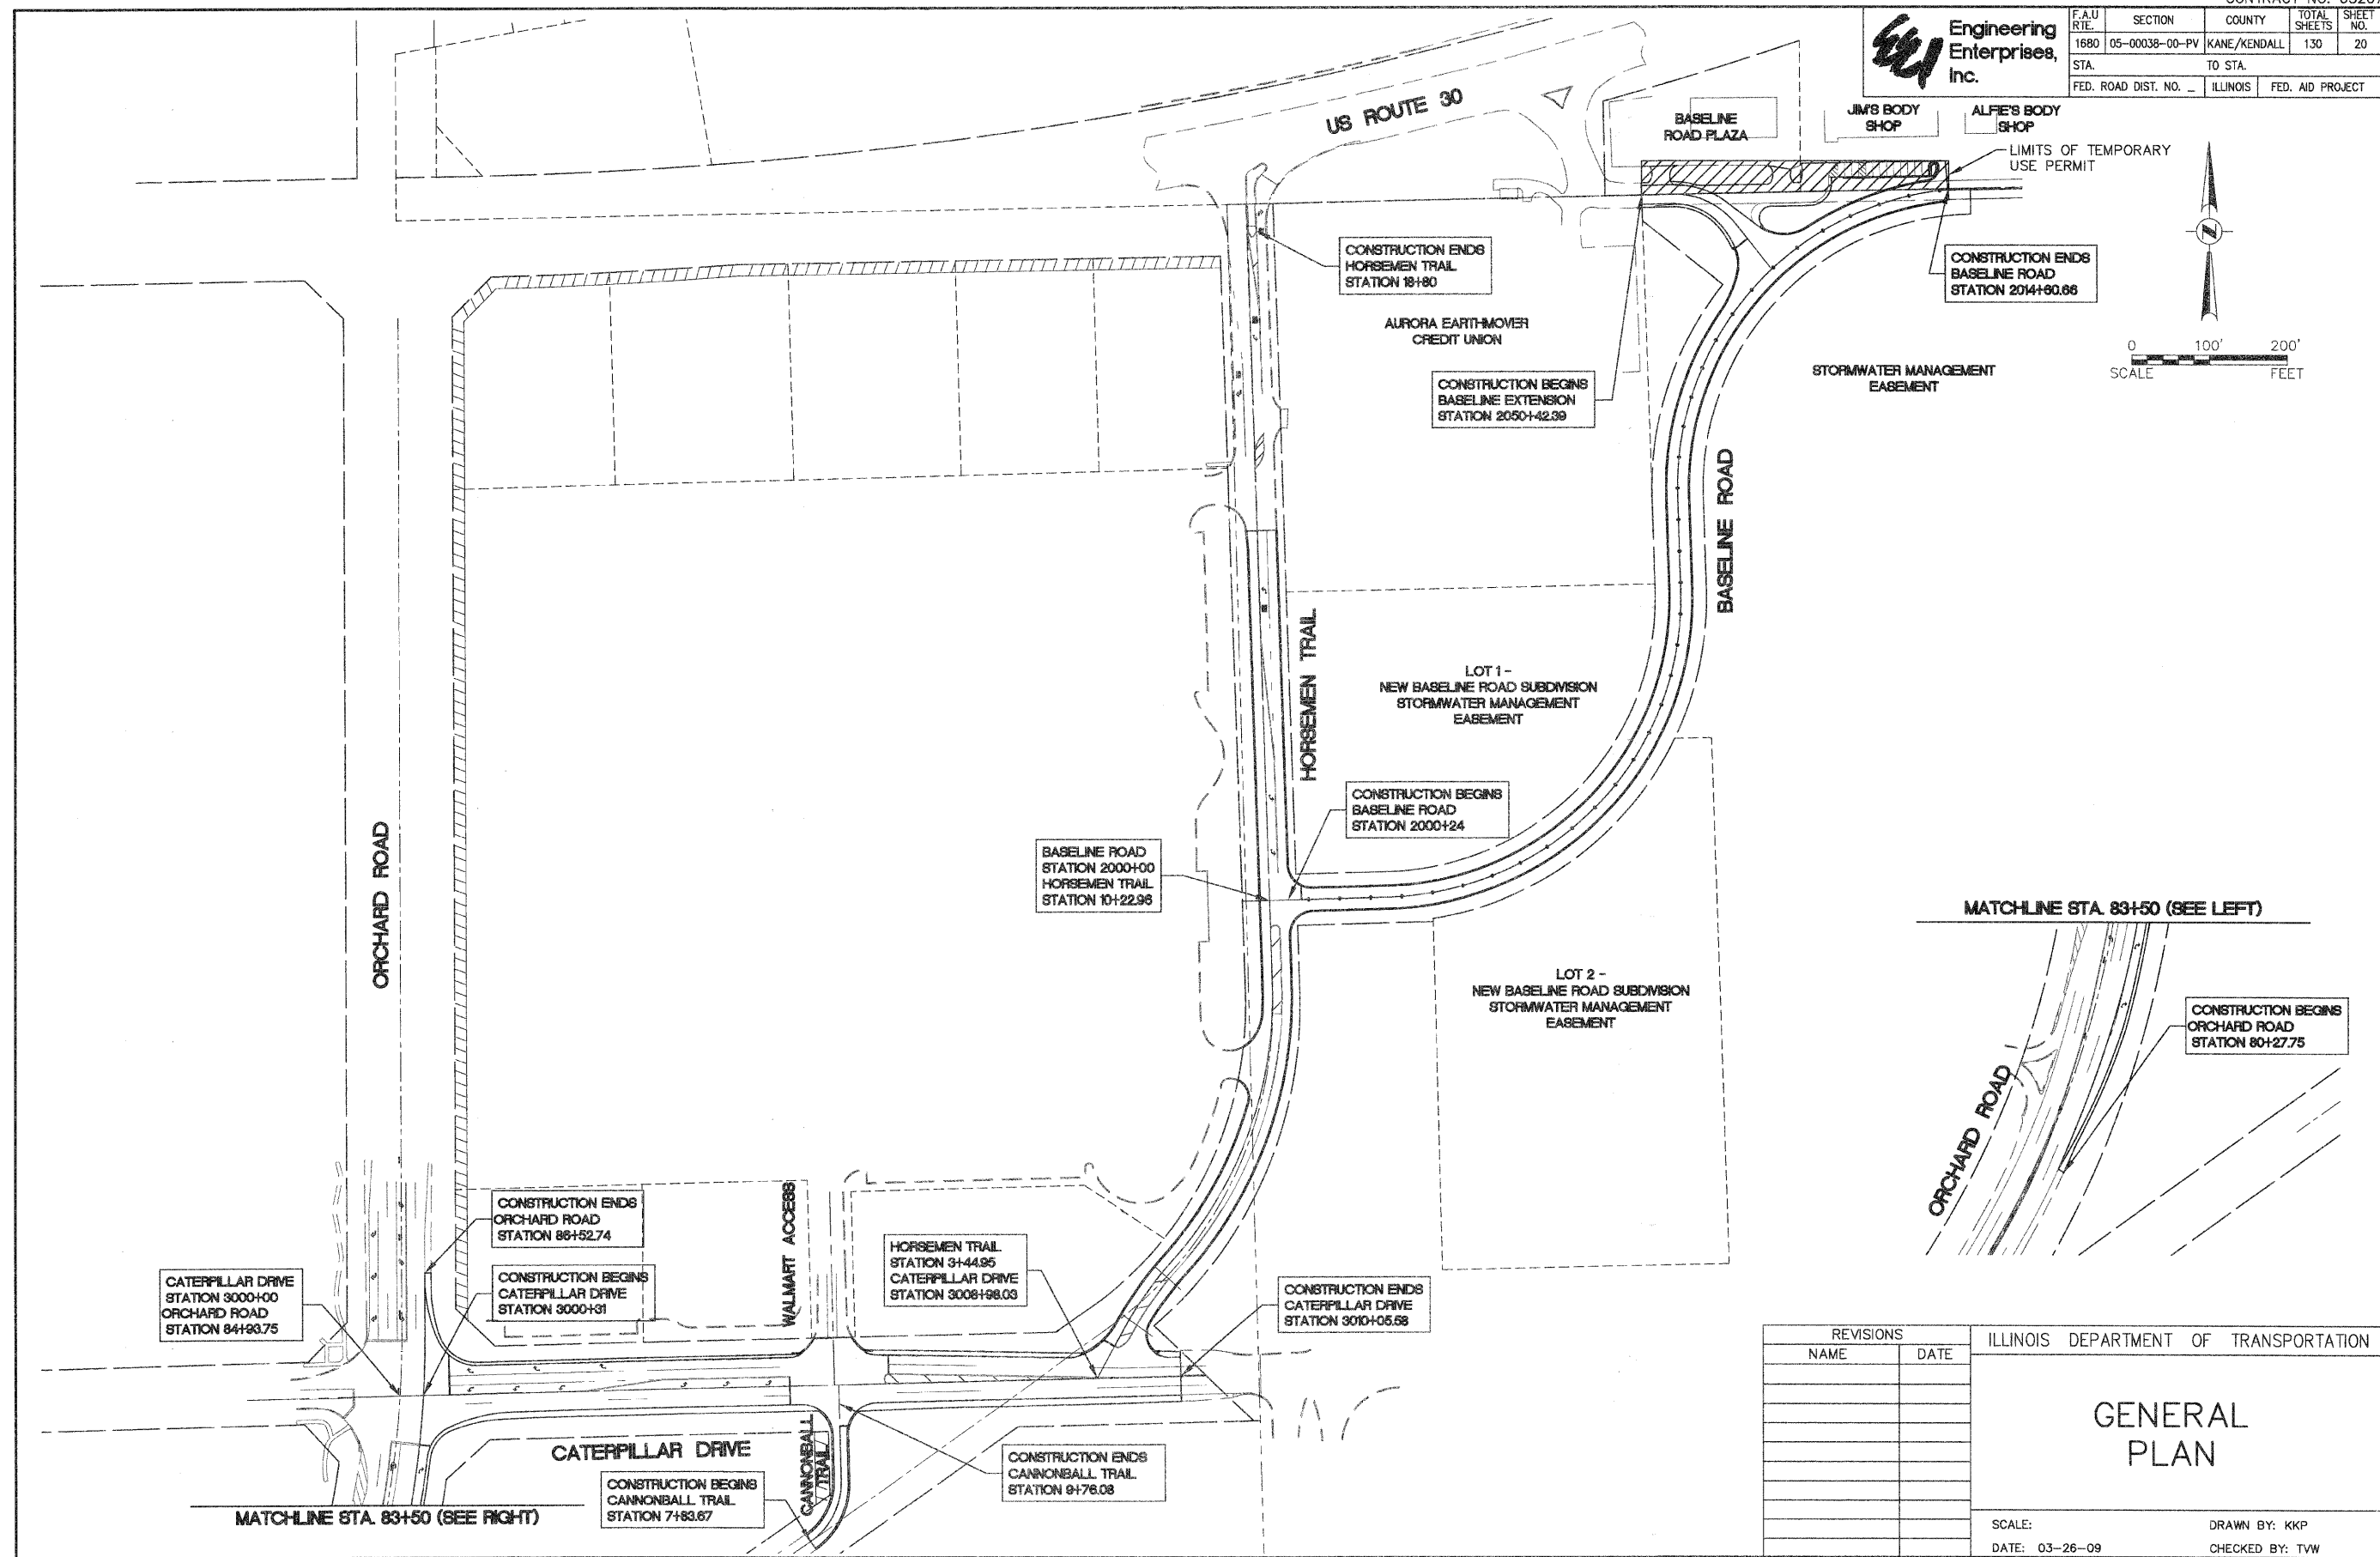 Engineering
Enterprises,
Inc.
F.A.U RTE.
SECTION
COUNTY
TOTAL SHEETS
SHEET NO.
1680
05-00038-00-PV
KANE/KENDALL
130
20
STA.
TO STA.
FED. ROAD DIST. NO. _
ILLINOIS
FED. AID PROJECT
US ROUTE 30
BASELINE
ROAD PLAZA
JIM'S BODY
SHOP
ALFIE'S BODY
SHOP
LIMITS OF TEMPORARY
USE PERMIT
CONSTRUCTION ENDS
HORSEMEN TRAIL
STATION 18+80
CONSTRUCTION ENDS
BASELINE ROAD
STATION 2014+60.66
AURORA EARTHMOVER
CREDIT UNION
0 100' 200'
SCALE FEET
STORMWATER MANAGEMENT
EASEMENT
CONSTRUCTION BEGINS
BASELINE EXTENSION
STATION 2050+42.39
BASELINE ROAD
HORSEMEN TRAIL
LOT 1 -
NEW BASELINE ROAD SUBDIVISION
STORMWATER MANAGEMENT
EASEMENT
CONSTRUCTION BEGINS
BASELINE ROAD
STATION 2000+24
BASELINE ROAD
STATION 2000+00
HORSEMEN TRAIL
STATION 10+22.96
ORCHARD ROAD
LOT 2 -
NEW BASELINE ROAD SUBDIVISION
STORMWATER MANAGEMENT
EASEMENT
MATCHLINE STA. 83+50 (SEE LEFT)
CONSTRUCTION BEGINS
ORCHARD ROAD
STATION 80+27.75
ORCHARD ROAD
CONSTRUCTION ENDS
ORCHARD ROAD
STATION 86+52.74
WALMART ACCESS
CATERPILLAR DRIVE
STATION 3000+00
ORCHARD ROAD
STATION 84+93.75
CONSTRUCTION BEGINS
CATERPILLAR DRIVE
STATION 3000+31
HORSEMEN TRAIL
STATION 3+44.95
CATERPILLAR DRIVE
STATION 3008+98.03
CONSTRUCTION ENDS
CATERPILLAR DRIVE
STATION 3010+05.58
CATERPILLAR DRIVE
CANNONBALL
TRAIL
CONSTRUCTION ENDS
CANNONBALL TRAIL
STATION 9+76.08
CONSTRUCTION BEGINS
CANNONBALL TRAIL
STATION 7+83.67
MATCHLINE STA. 83+50 (SEE RIGHT)
REVISIONS
NAME
DATE
ILLINOIS DEPARTMENT OF TRANSPORTATION
GENERAL
PLAN
SCALE:
DRAWN BY: KKP
DATE: 03-26-09
CHECKED BY: TVW